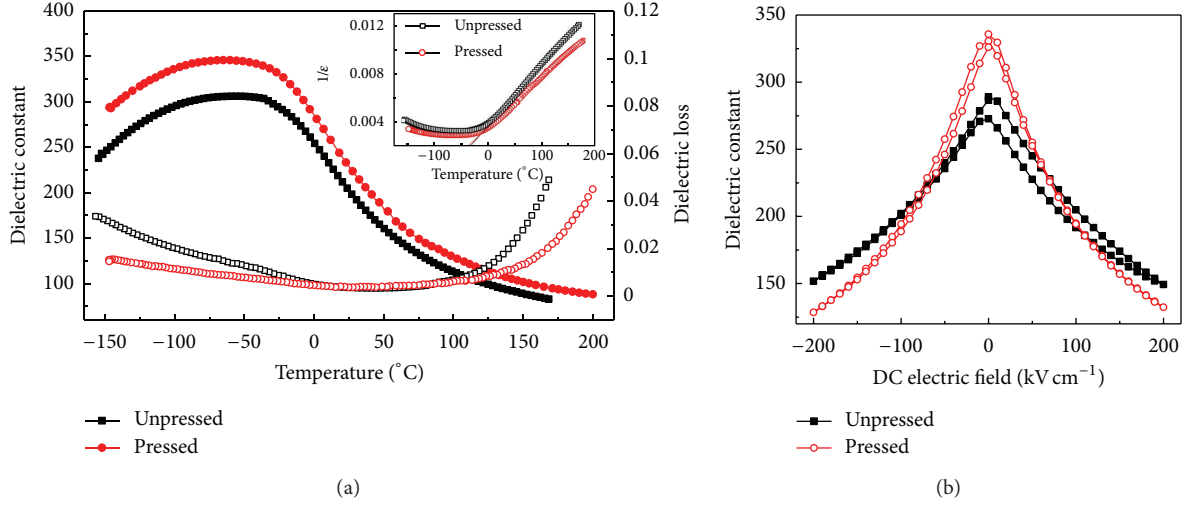 400
350
300
250
200
150
100
Dielectric constant
−150
−100
−50
0
50
100
150
200
Temperature (°C)
0.12
0.1
0.08
0.06
0.04
0.02
0
Dielectric loss
0.012
0.008
0.004
1/ε
−100
0
100
200
Temperature (°C)
Unpressed
Pressed
Unpressed
Pressed
(a)
350
300
250
200
150
Dielectric constant
−200
−100
0
100
200
DC electric field (kV cm−1)
Unpressed
Pressed
(b)